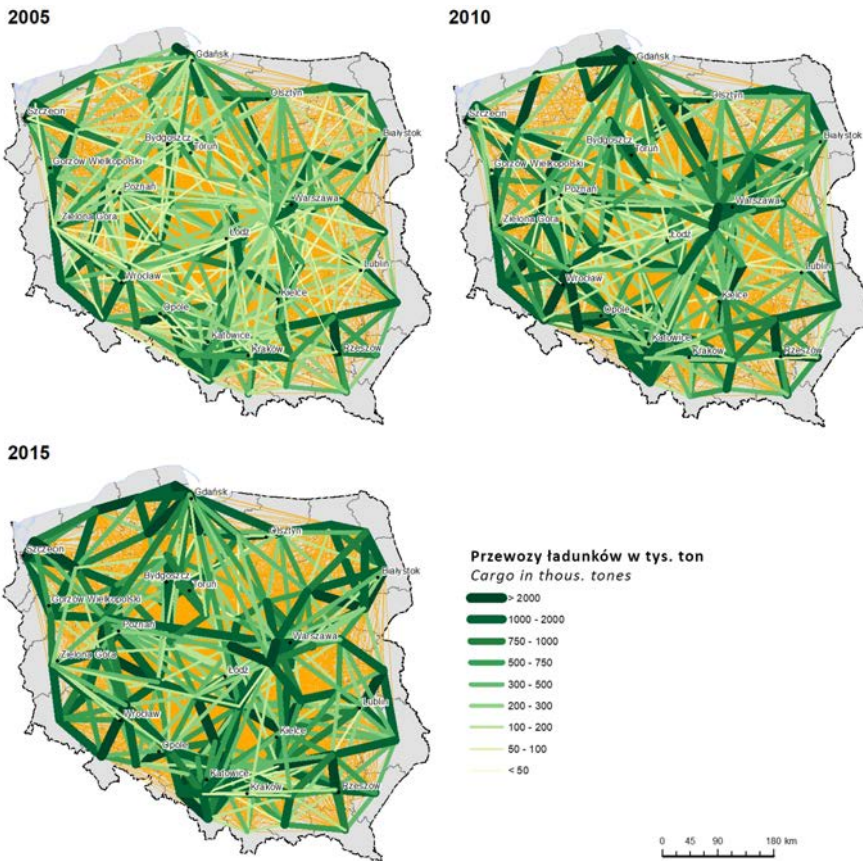 2005
Gdańsk
Olsztyn
Szczecin
Białystok
Bydgoszcz
Toruń
Gorzów Wielkopolski
Poznań
Warszawa
Zielona Góra
Łódź
Lublin
Wrocław
Kielce
Opole
Katowice
Kraków
Rzeszów
2010
Gdańsk
Olsztyn
Szczecin
Białystok
Bydgoszcz
Toruń
Gorzów Wielkopolski
Poznań
Warszawa
Zielona Góra
Łódź
Lublin
Wrocław
Kielce
Opole
Katowice
Kraków
Rzeszów
2015
Gdańsk
Olsztyn
Szczecin
Białystok
Bydgoszcz
Toruń
Gorzów Wielkopolski
Poznań
Warszawa
Zielona Góra
Łódź
Lublin
Wrocław
Kielce
Opole
Katowice
Kraków
Rzeszów
Przewozy ładunków w tys. ton
Cargo in thous. tones
> 2000
1000 - 2000
750 - 1000
500 - 750
300 - 500
200 - 300
100 - 200
50 - 100
< 50
0 45 90 180 km